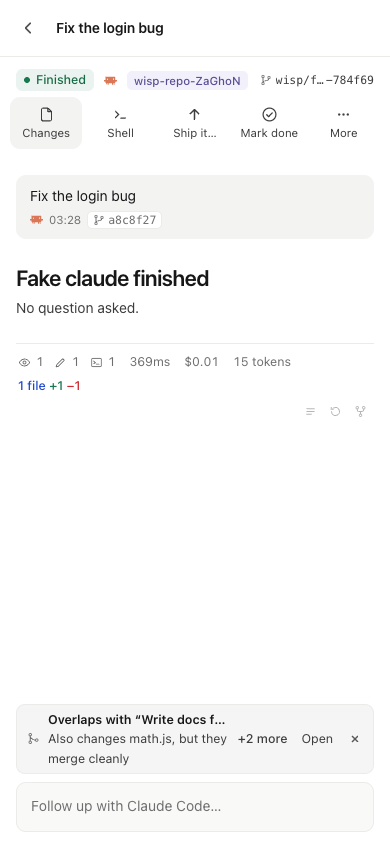 Fix the login bug
Finished wisp-repo-ZaGhoN wisp/f…–784f69
Changes Shell Ship it… Mark done More
Fix the login bug
03:28 a8c8f27
Fake claude finished
No question asked.
1 1 1 369ms $0.01 15 tokens
1 file +1 −1
Overlaps with “Write docs f…
Also changes math.js, but they +2 more Open ×
merge cleanly
Follow up with Claude Code…